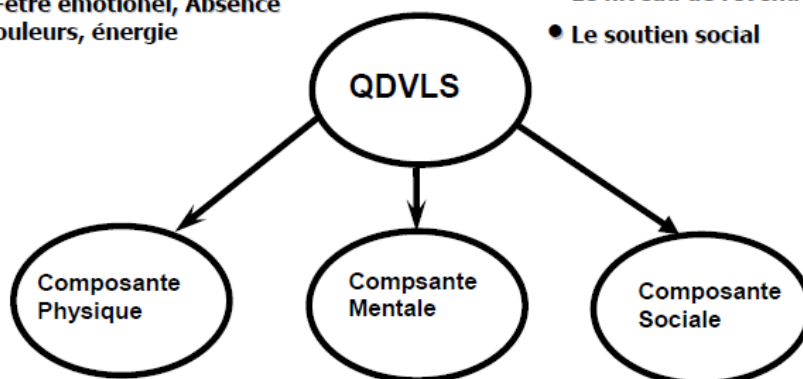 -être émotionel, Absence
ouleurs, énergie
• Le soutien social
QDVLS
Composante
Physique
Compsante
Mentale
Composante
Sociale